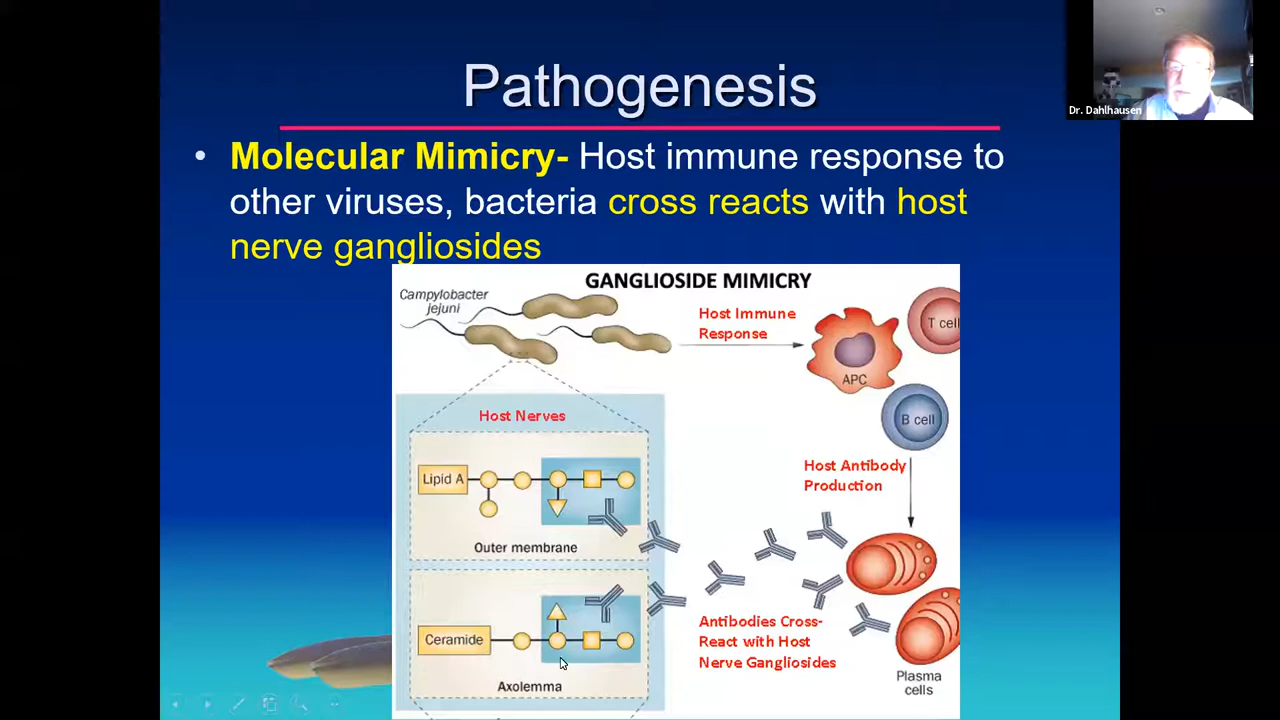 Pathogenesis
Dr. Dahlhausen
• Molecular Mimicry- Host immune response to
other viruses, bacteria cross reacts with host
nerve gangliosides
GANGLIOSIDE MIMICRY
Campylobacter
jejuni
Host Immune
Response
T cell
APC
B cell
Host Nerves
Host Antibody
Production
Lipid A
Outer membrane
Ceramide
Axolemma
Antibodies Cross-
React with Host
Nerve Gangliosides
Plasma
cells